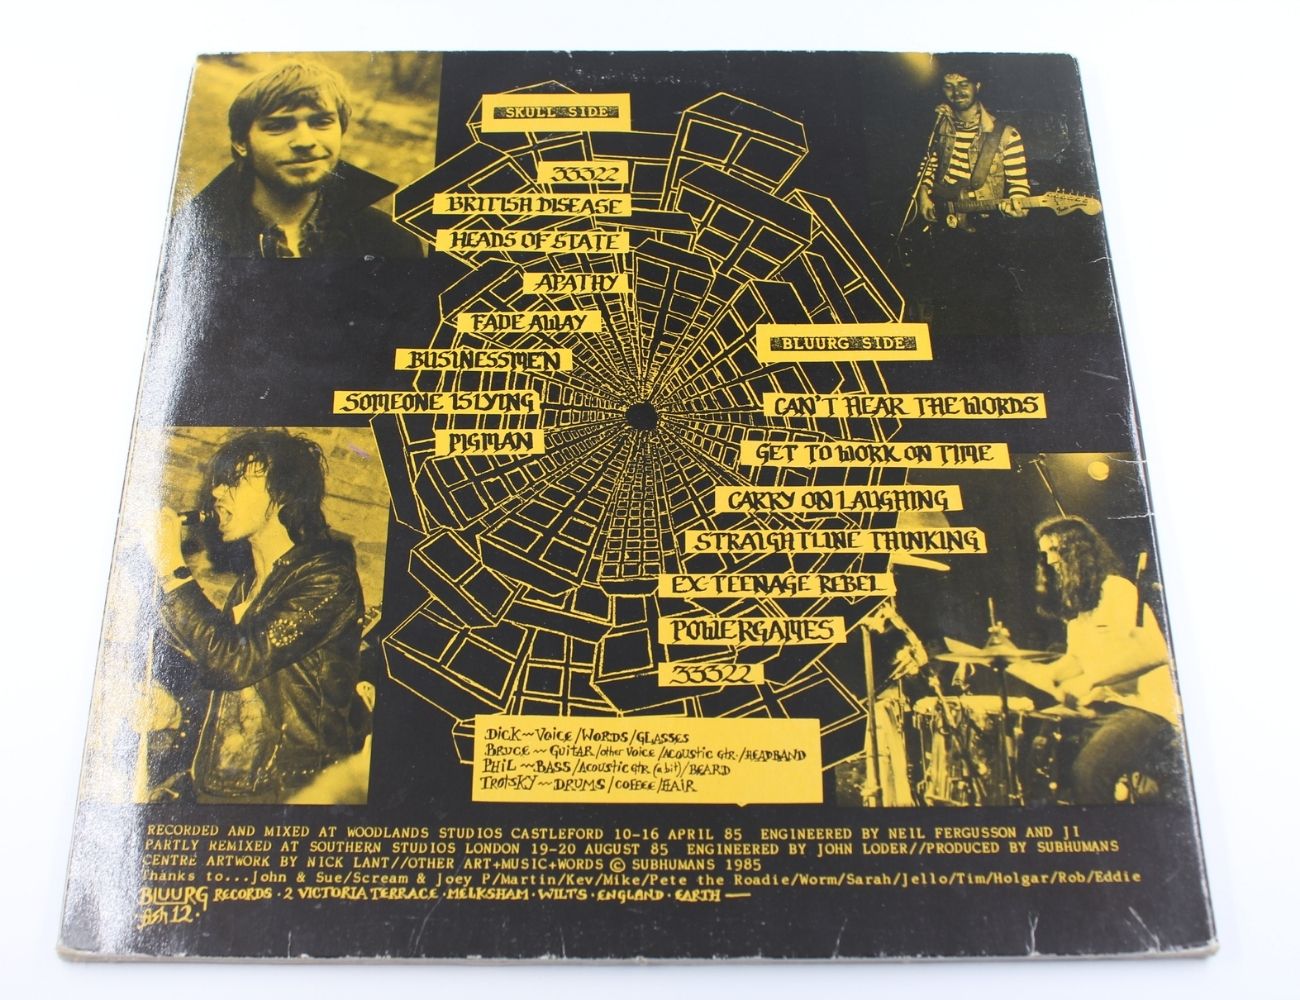 SKULL SIDE
33322
BRITISH DISEASE
HEADS OF STATE
APATHY
FADE AWAY
BUSINESSMEN
SOMEONE IS LYING
PIGMAN
BLUURG SIDE
CAN'T HEAR THE WORDS
GET TO WORK ON TIME
CARRY ON LAUGHING
STRAIGHTLINE THINKING
EX-TEENAGE REBEL
POWERGAMES
33322
DICK~VOICE/WORDS/GLASSES
BRUCE~GUITAR/other VOICE/ACOUSTIC Gtr./HEADBAND
PHIL~BASS/ACOUSTIC GTR (a bit)/BEARD
TROTSKY~DRUMS/COFFEE/HAIR
RECORDED AND MIXED AT WOODLANDS STUDIOS CASTLEFORD 10-16 APRIL 85 ENGINEERED BY NEIL FERGUSSON AND JI
PARTLY REMIXED AT SOUTHERN STUDIOS LONDON 19-20 AUGUST 85 ENGINEERED BY JOHN LODER//PRODUCED BY SUBHUMANS
CENTRE ARTWORK BY NICK LANT//OTHER ART+MUSIC+WORDS © SUBHUMANS 1985
Thanks to...John & Sue/Scream & Joey P/Martin/Kev/Mike/Pete the Roadie/Worm/Sarah/Jello/Tim/Holgar/Rob/Eddie
BLUURG RECORDS · 2 VICTORIA TERRACE · MELKSHAM · WILTS · ENGLAND · EARTH —
fish 12.